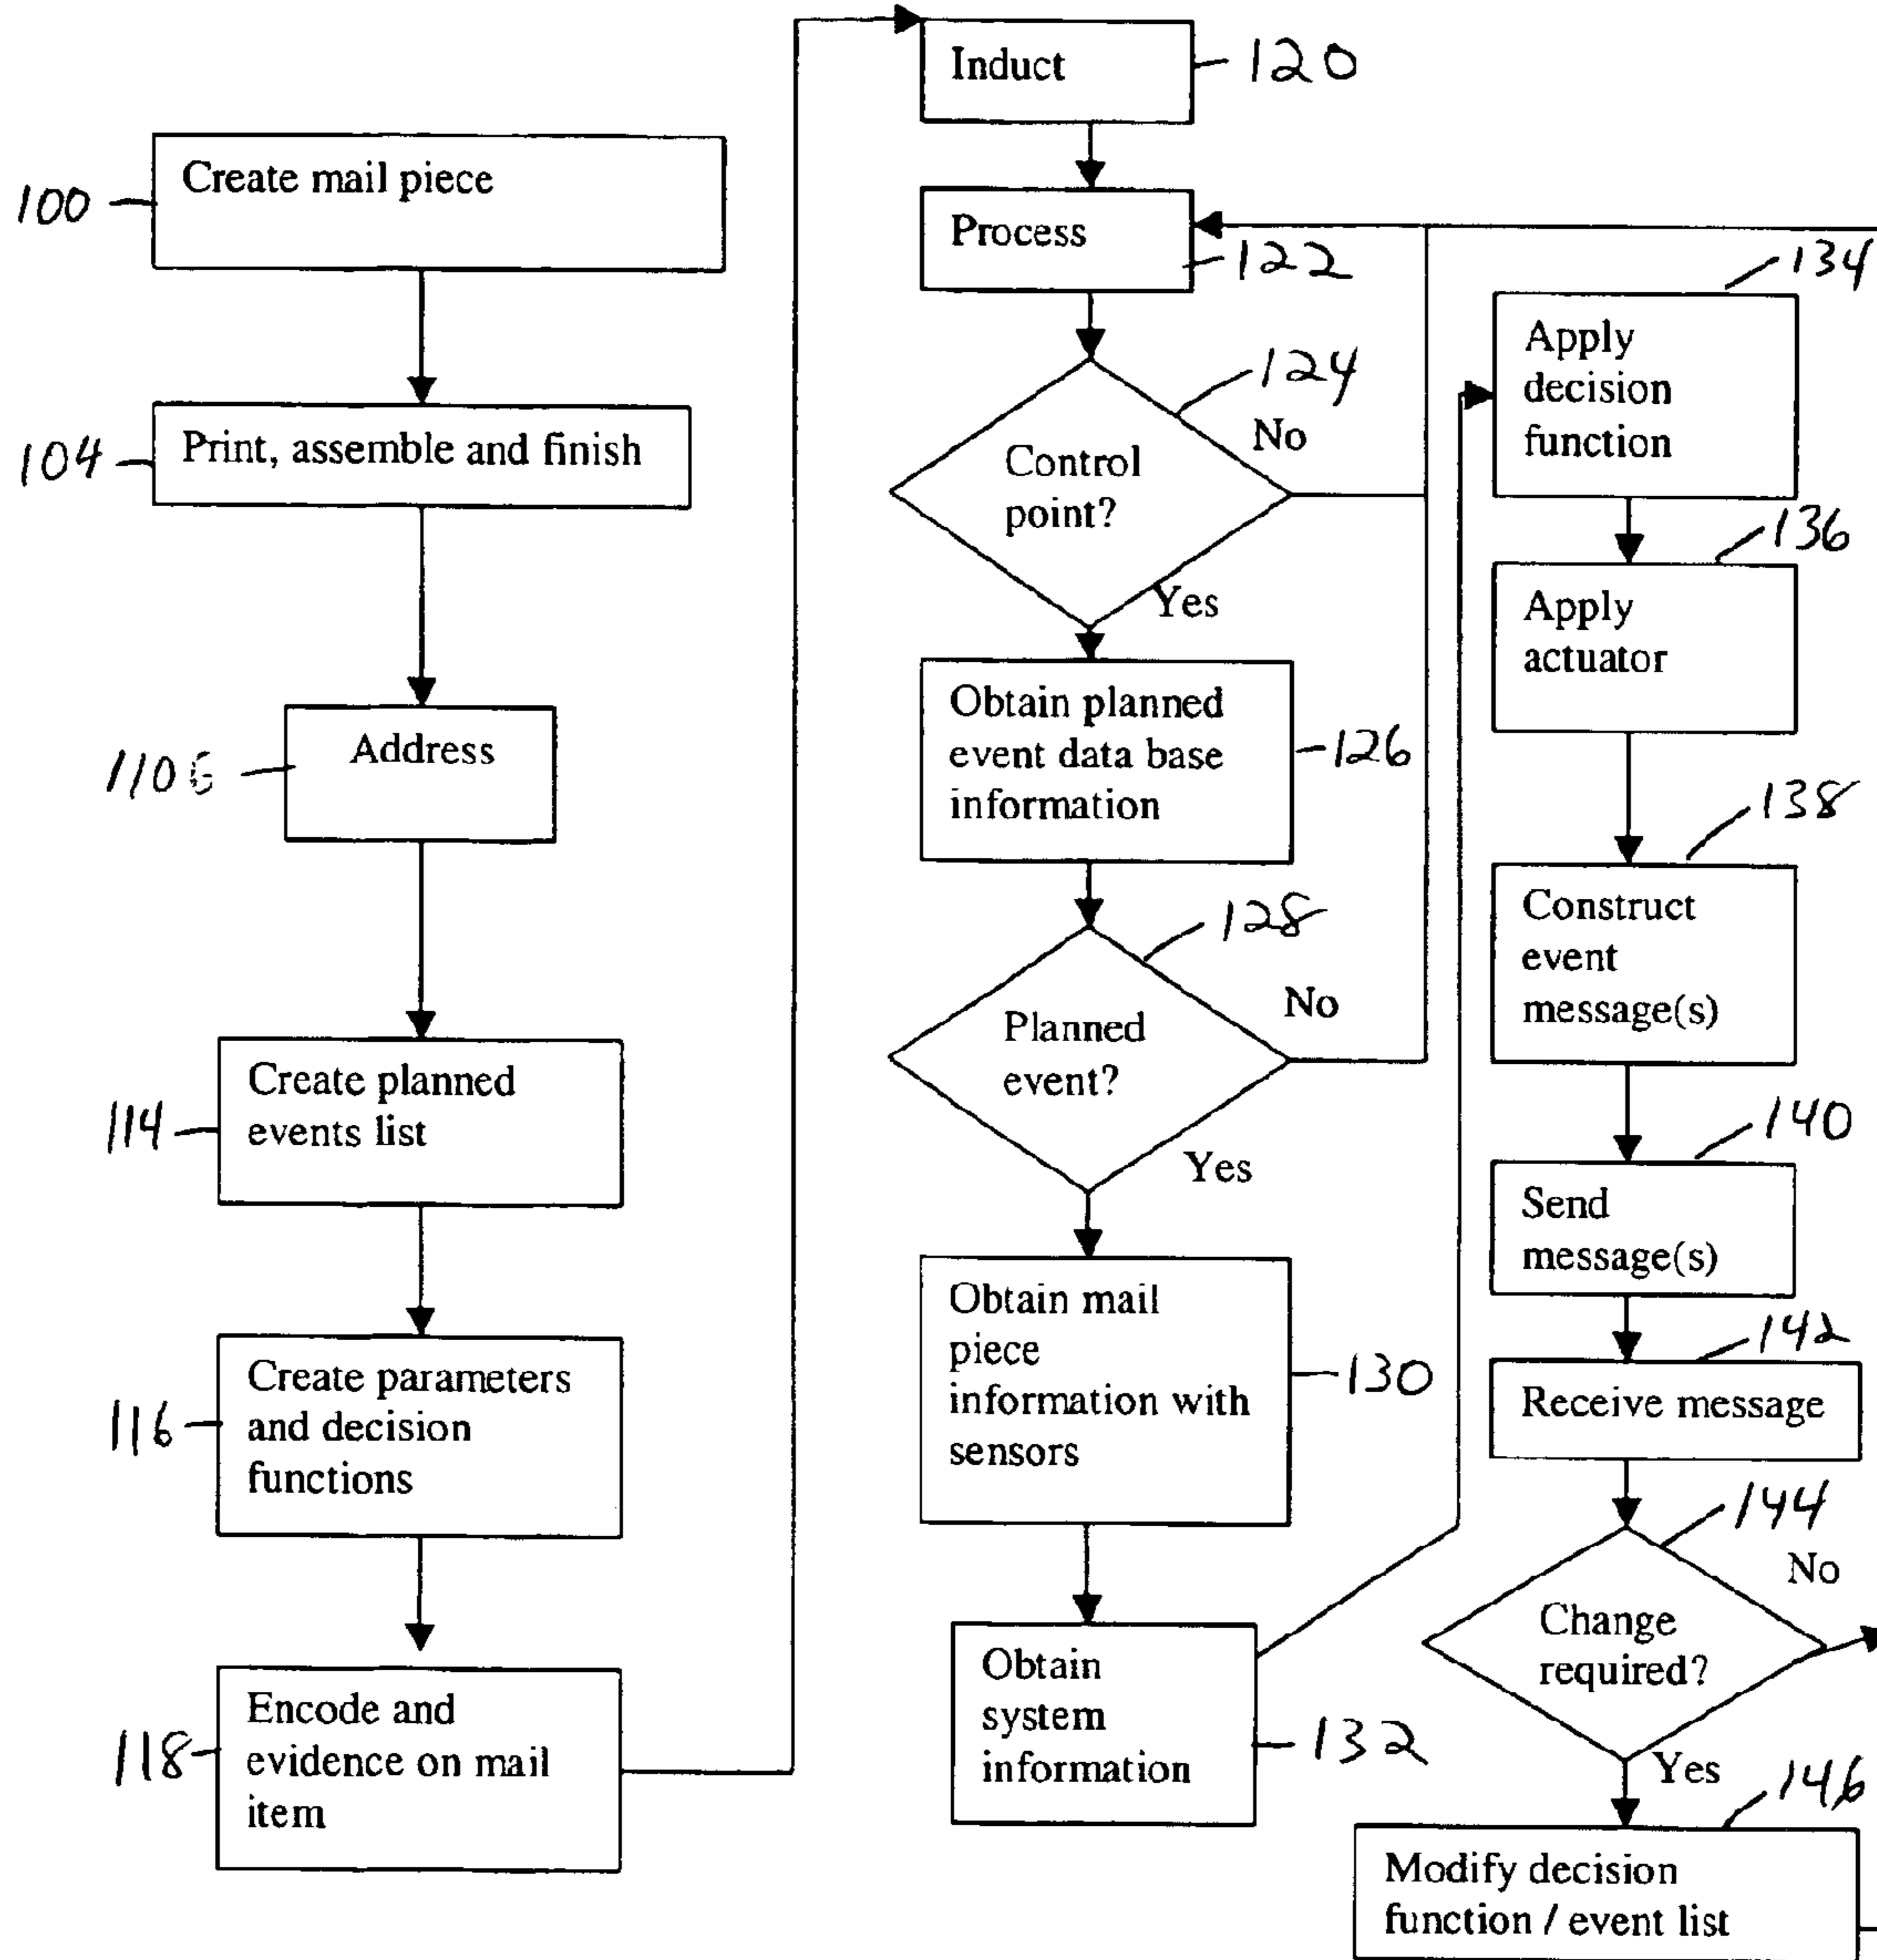 100
Create mail piece
104
Print, assemble and finish
Address
114
Create planned
events list
116
Create parameters
and decision
functions
118
Encode and
evidence on mail
item
Induct
120
Process
122
124
Control
point?
No
Yes
Obtain planned
event data base
information
126
128
Planned
event?
No
Yes
Obtain mail
piece
information with
sensors
130
Obtain
system
information
132
134
Apply
decision
function
136
Apply
actuator
138
Construct
event
message(s)
140
Send
message(s)
142
Receive message
144
Change
required?
No
Yes
146
Modify decision
function / event list